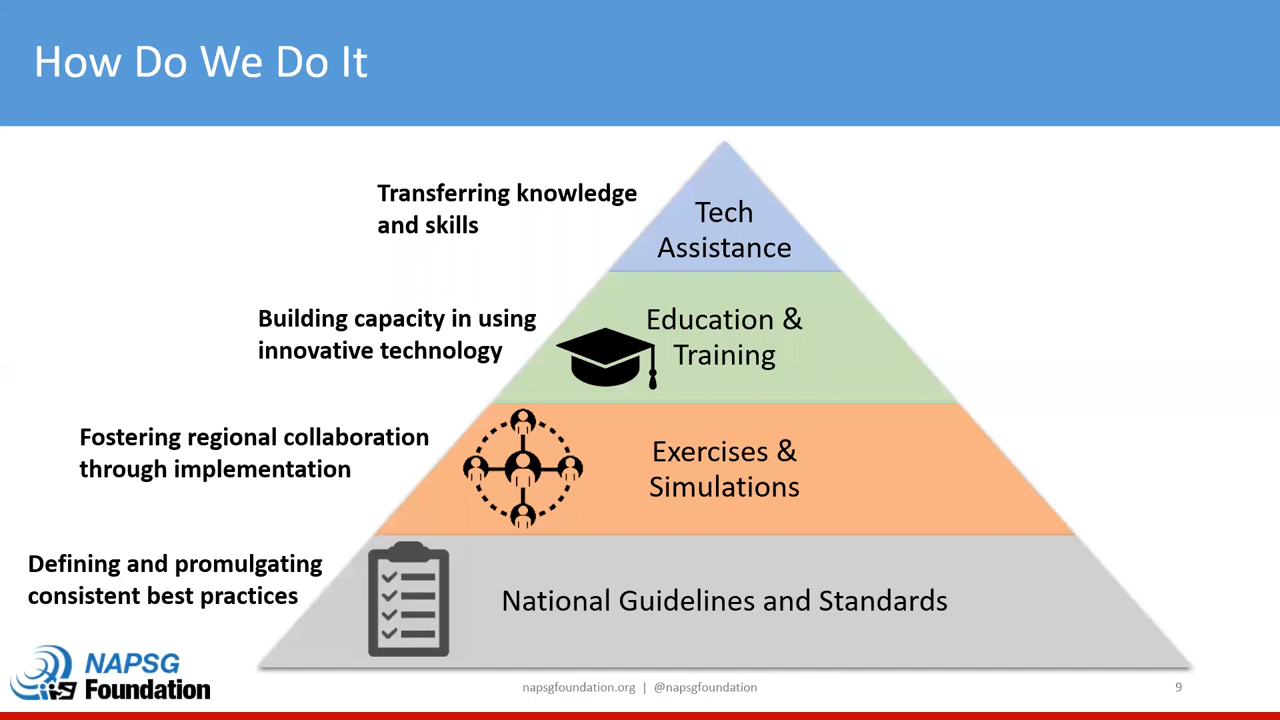 How Do We Do It
Transferring knowledge
and skills
Tech
Assistance
Building capacity in using
innovative technology
Education &
Training
Fostering regional collaboration
through implementation
Exercises &
Simulations
Defining and promulgating
consistent best practices
National Guidelines and Standards
NAPSG
Foundation
napsgfoundation.org | @napsgfoundation
9